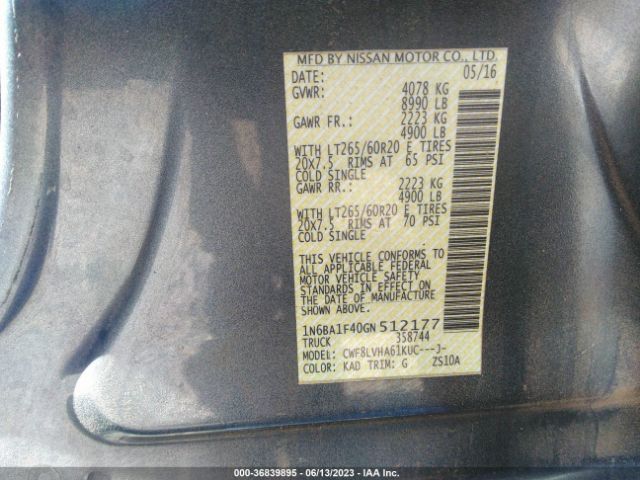 MFD BY NISSAN MOTOR CO., LTD.
DATE: 05/16
GVWR: 4078 KG
8990 LB
GAWR FR.: 2223 KG
4900 LB
WITH LT265/60R20 E TIRES
20x7.5 RIMS AT 65 PSI
COLD SINGLE
GAWR RR.: 2223 KG
4900 LB
WITH LT265/60R20 E TIRES
20x7.5 RIMS AT 70 PSI
COLD SINGLE
THIS VEHICLE CONFORMS TO
ALL APPLICABLE FEDERAL
MOTOR VEHICLE SAFETY
STANDARDS IN EFFECT ON
THE DATE OF MANUFACTURE
SHOWN ABOVE.
1N6BA1F40GN512177
TRUCK 358744
MODEL: CWF8LVHA61KUC---J-
COLOR: KAD TRIM: G ZS10A
000-36839895 - 06/13/2023 - IAA Inc.